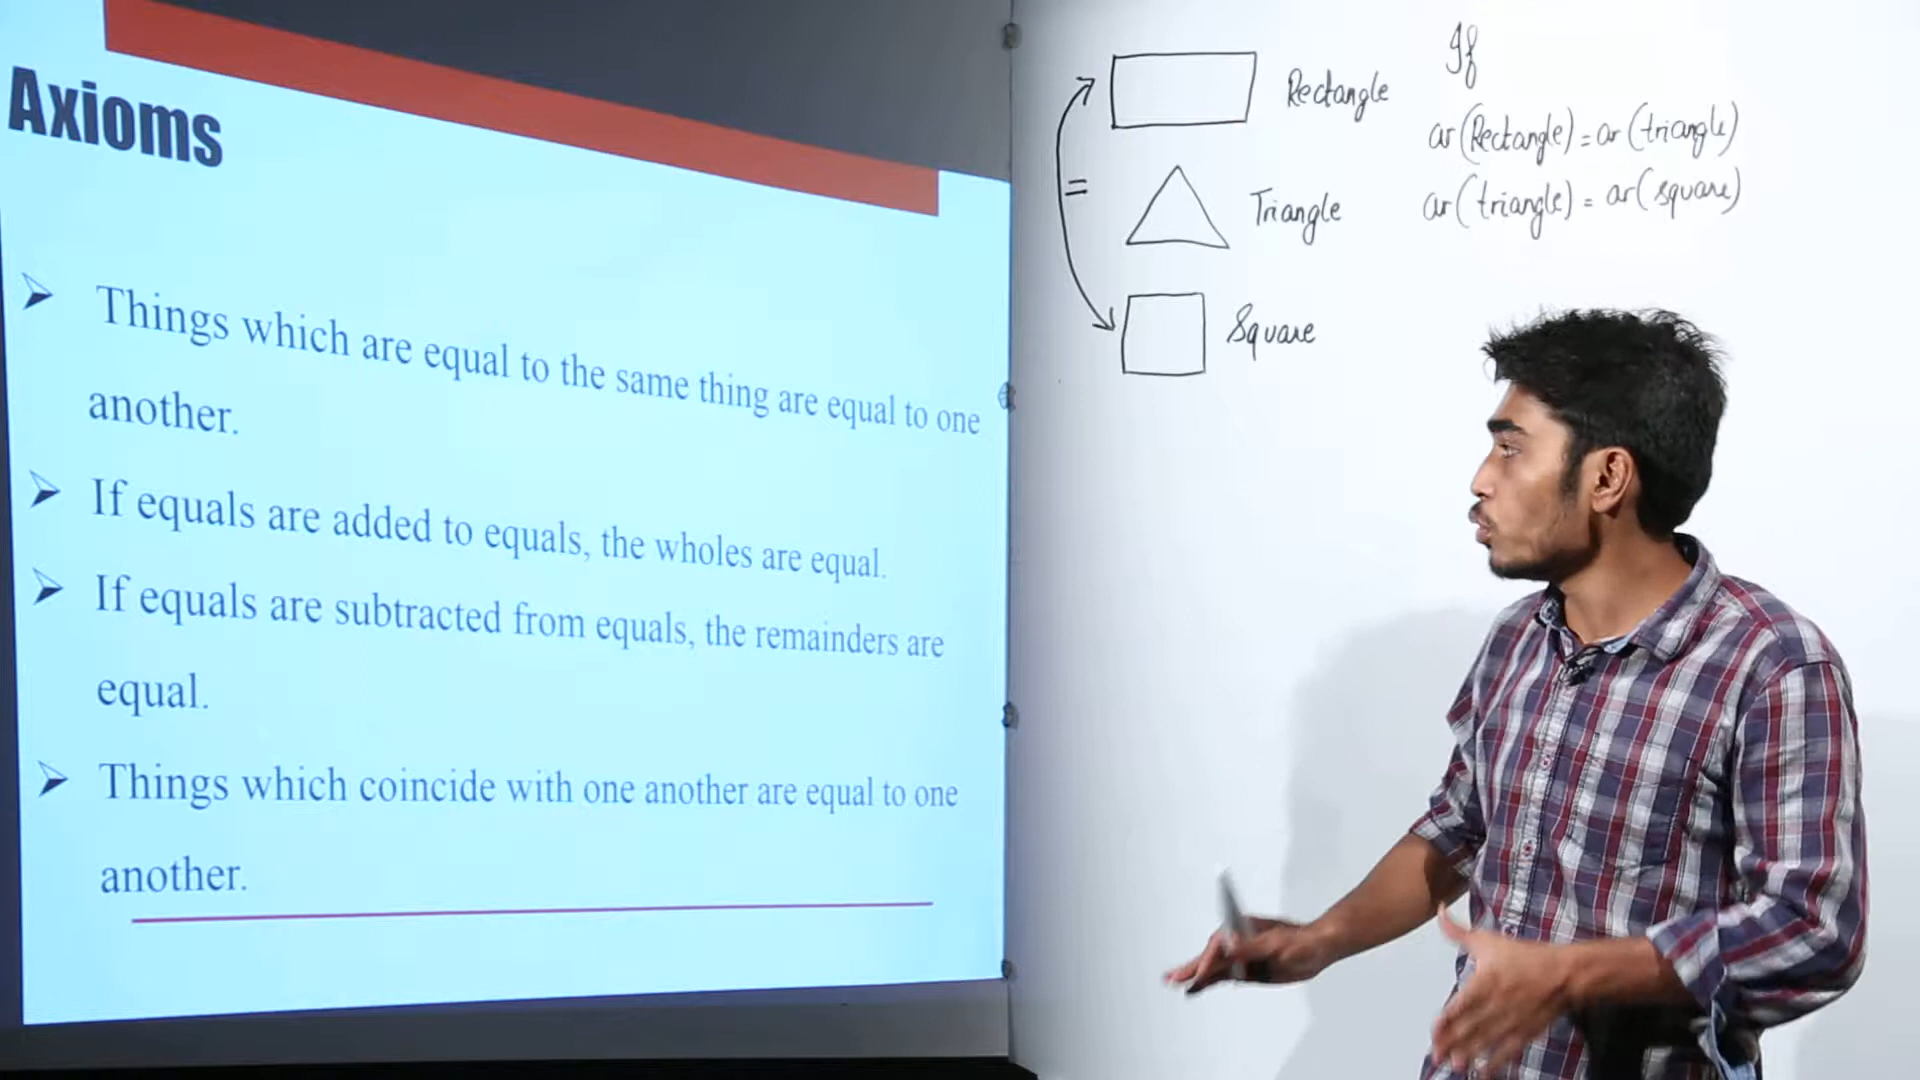 Axioms
Things which are equal to the same thing are equal to one
another.
If equals are added to equals, the wholes are equal.
If equals are subtracted from equals, the remainders are
equal.
Things which coincide with one another are equal to one
another.
Rectangle
=
Triangle
Square
If
ar(Rectangle) = ar(triangle)
ar(triangle) = ar(square)